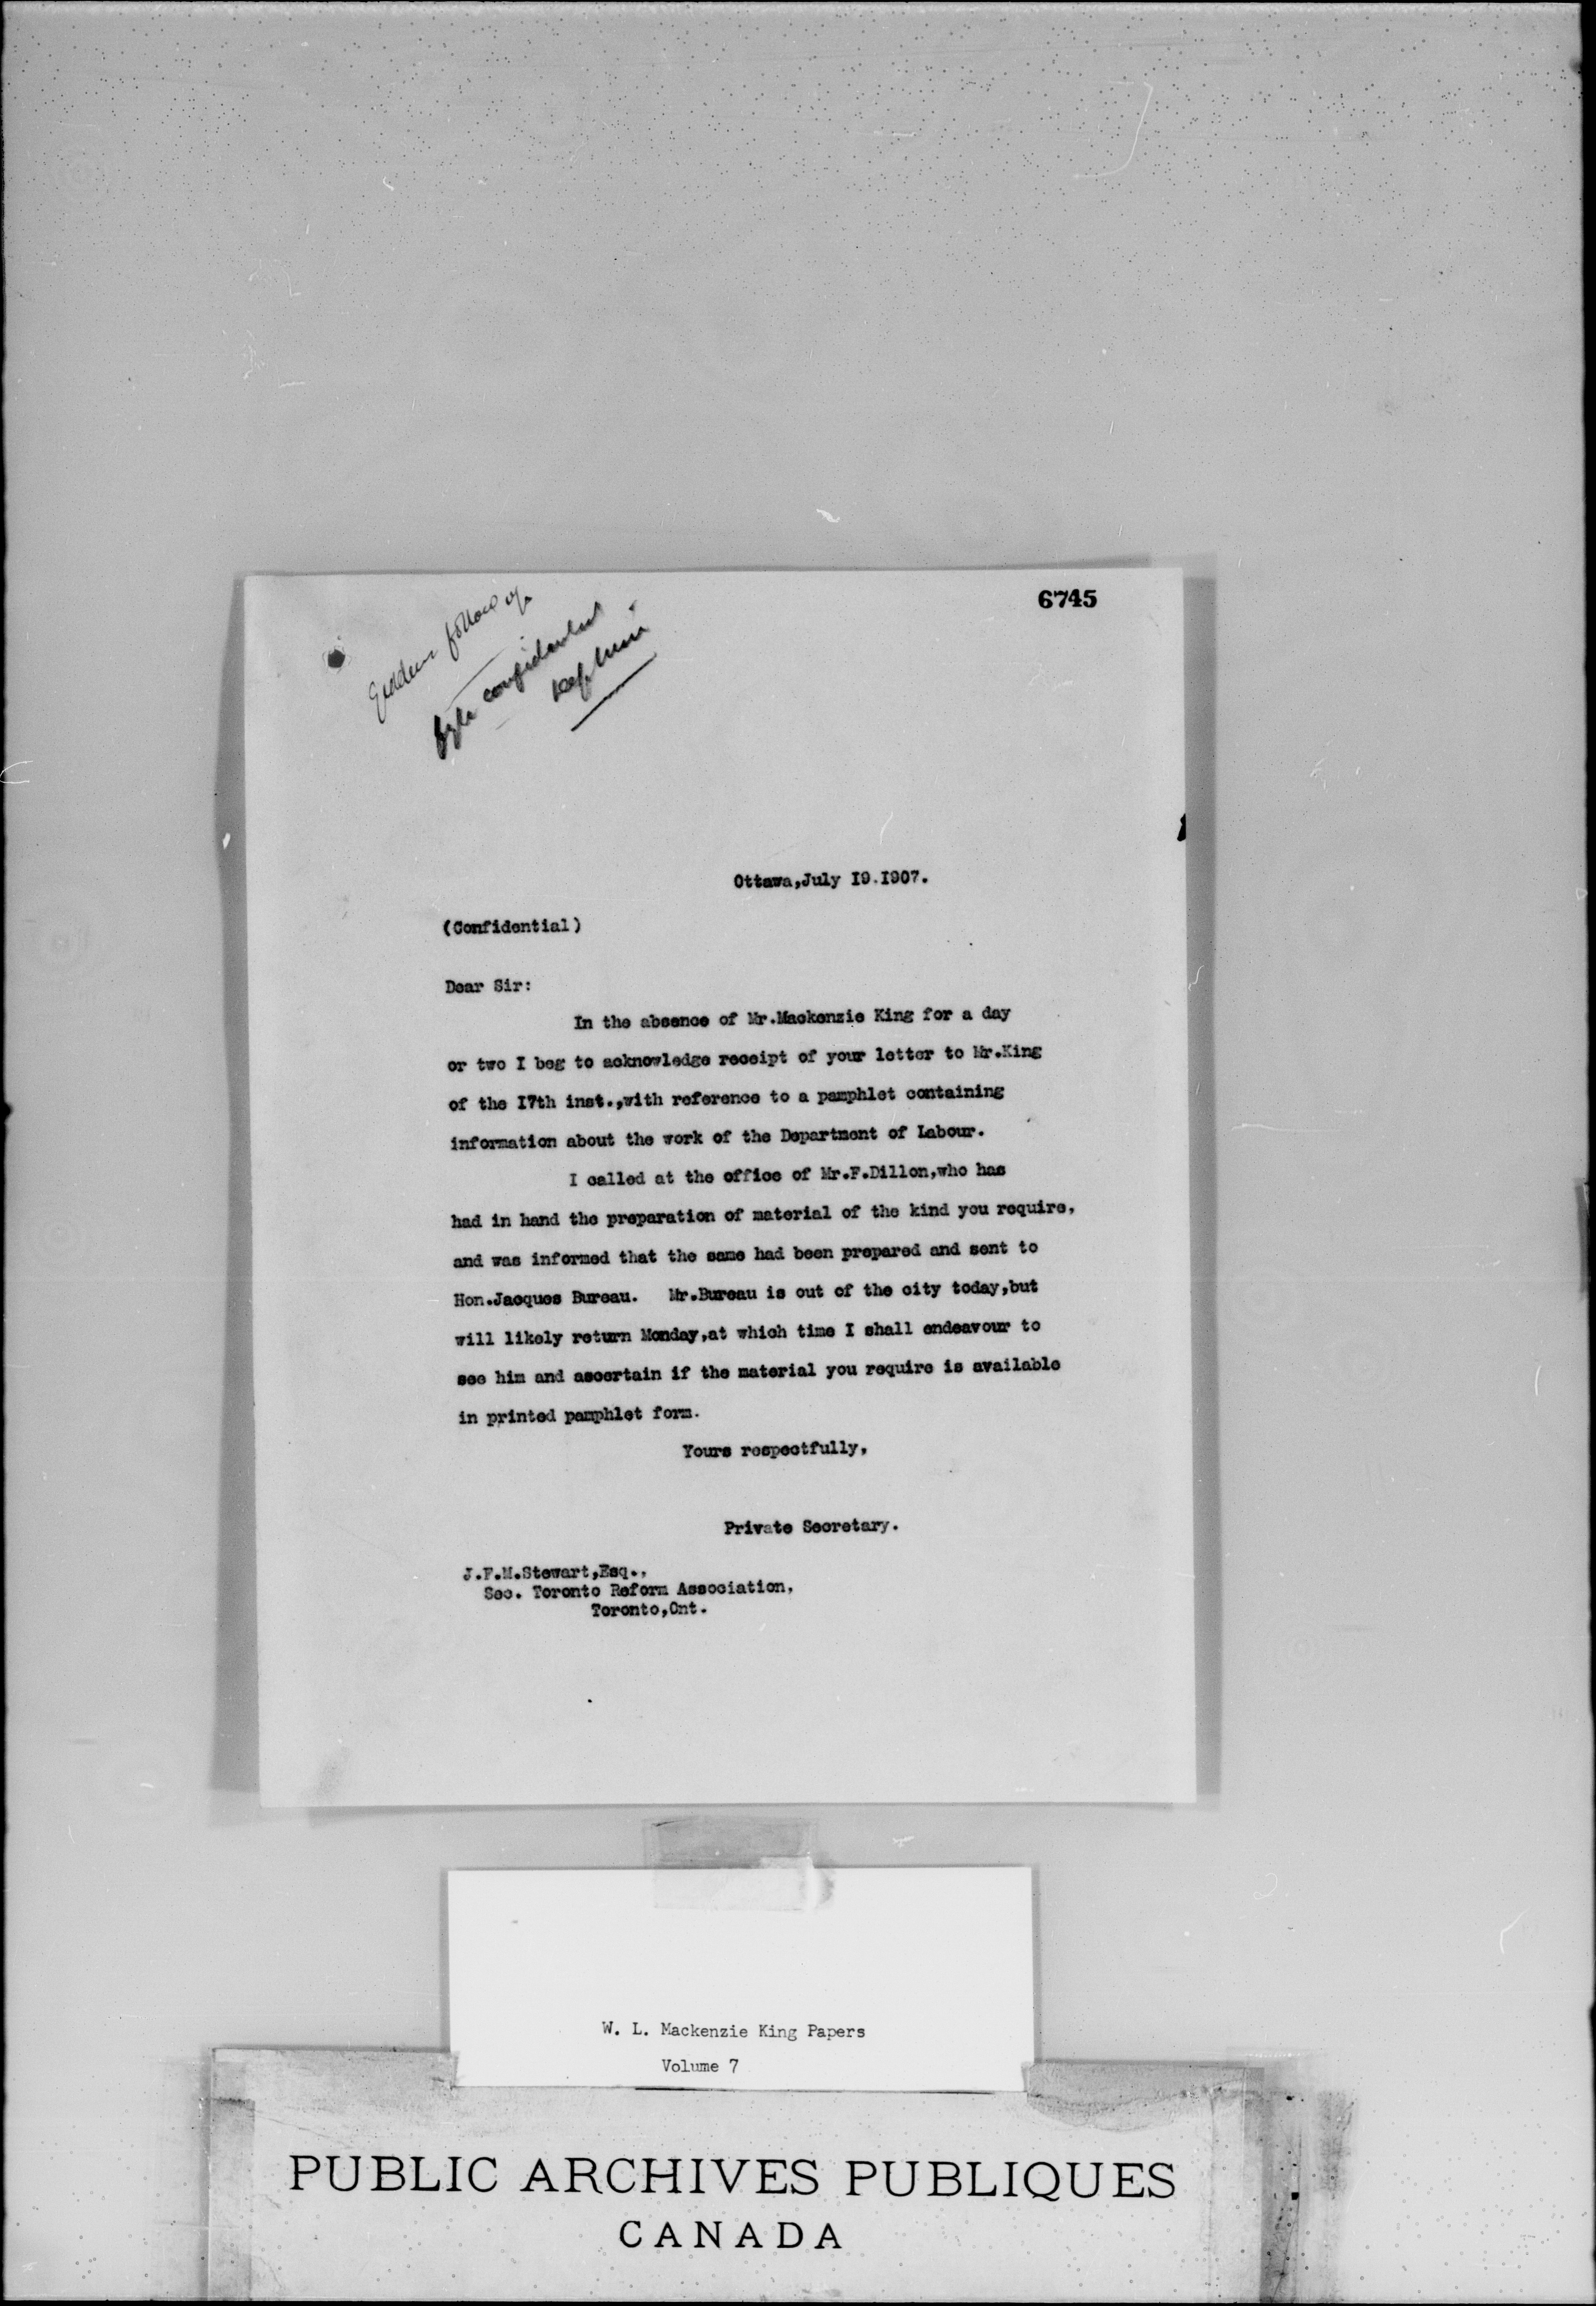 6745
follow up
file confidential
Ottawa,July I9.I907.
(Confidential)
Dear Sir:
In the absence of Mr.Mackenzie King for a day
or two I beg to acknowledge receipt of your letter to Mr.King
of the I7th inst.,with reference to a pamphlet containing
information about the work of the Department of Labour.
I called at the office of Mr.F.Dillon,who has
had in hand the preparation of material of the kind you require,
and was informed that the same had been prepared and sent to
Hon.Jacques Bureau. Mr.Bureau is out of the city today,but
will likely return Monday,at which time I shall endeavour to
see him and ascertain if the material you require is available
in printed pamphlet form.
Yours respectfully,
Private Secretary.
J.F.M.Stewart,Esq.,
Sec. Toronto Reform Association,
Toronto,Ont.
W. L. Mackenzie King Papers
Volume 7
PUBLIC ARCHIVES PUBLIQUES
CANADA